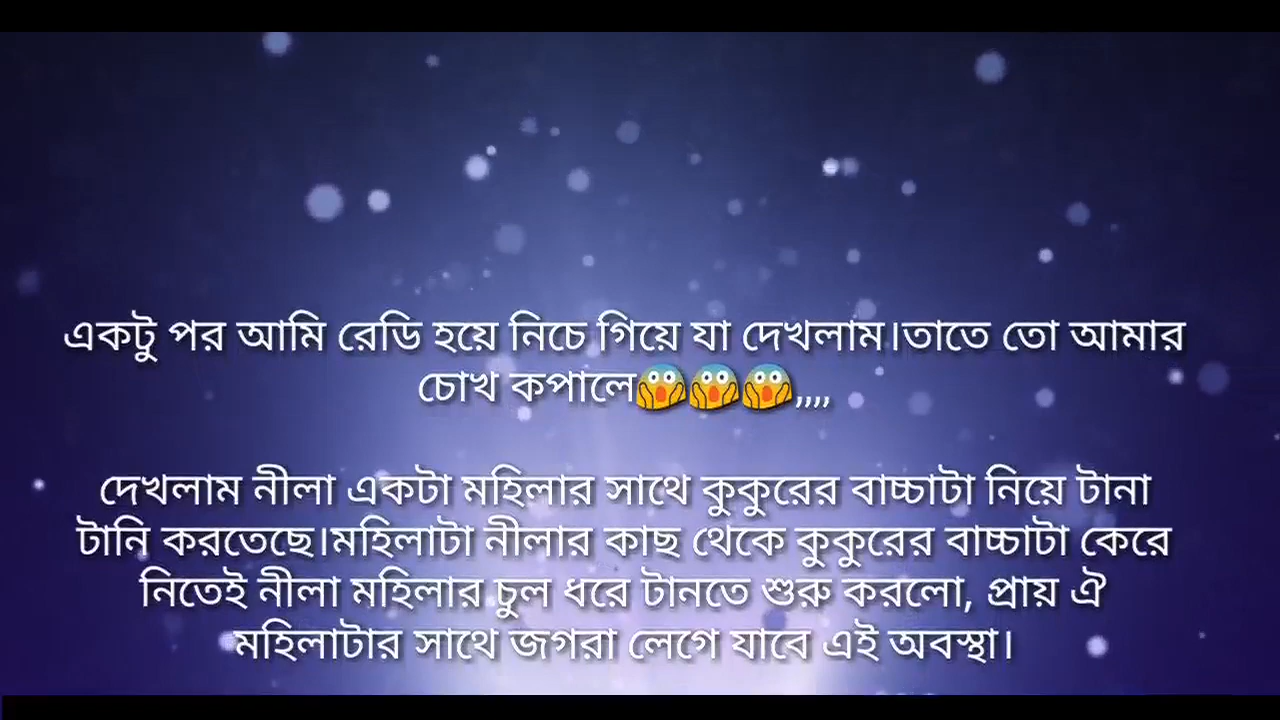 একটু পর আমি রেডি হয়ে নিচে গিয়ে যা দেখলাম।তাতে তো আমার
চোখ কপালে😱😱😱,,,,
দেখলাম নীলা একটা মহিলার সাথে কুকুরের বাচ্চাটা নিয়ে টানা
টানি করতেছে।মহিলাটা নীলার কাছ থেকে কুকুরের বাচ্চাটা কেরে
নিতেই নীলা মহিলার চুল ধরে টানতে শুরু করলো, প্রায় ঐ
মহিলাটার সাথে জগরা লেগে যাবে এই অবস্থা।